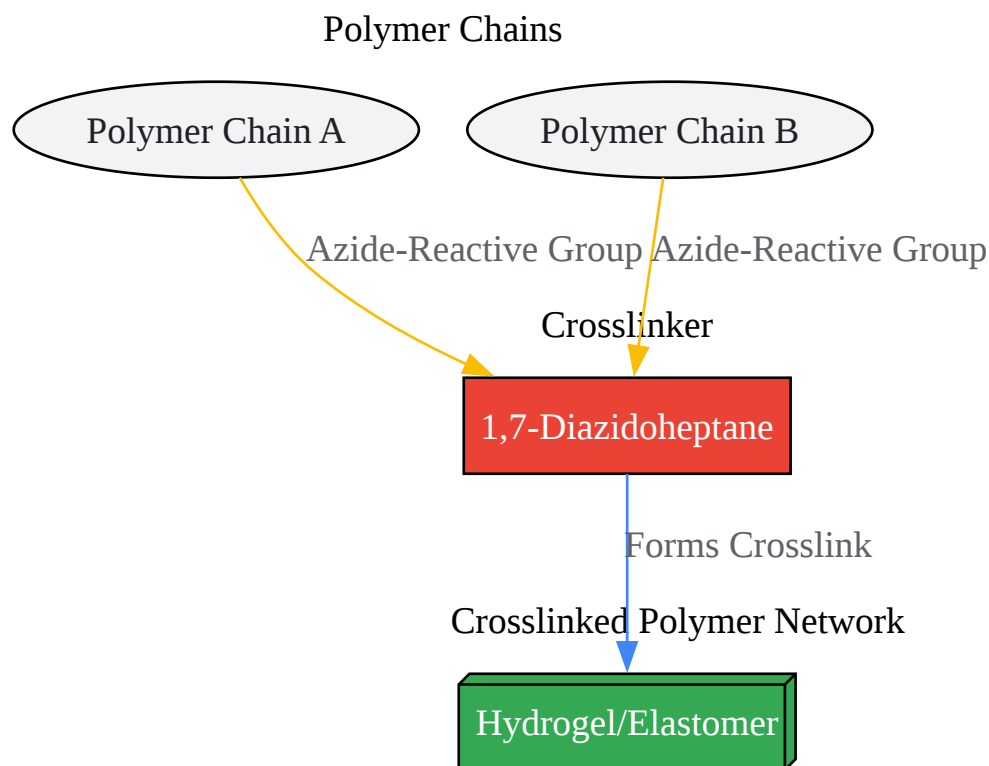 Polymer Chains
Polymer Chain A
Polymer Chain B
Azide-Reactive Group
Azide-Reactive Group
Crosslinker
1,7-Diazidoheptane
Forms Crosslink
Crosslinked Polymer Network
Hydrogel/Elastomer